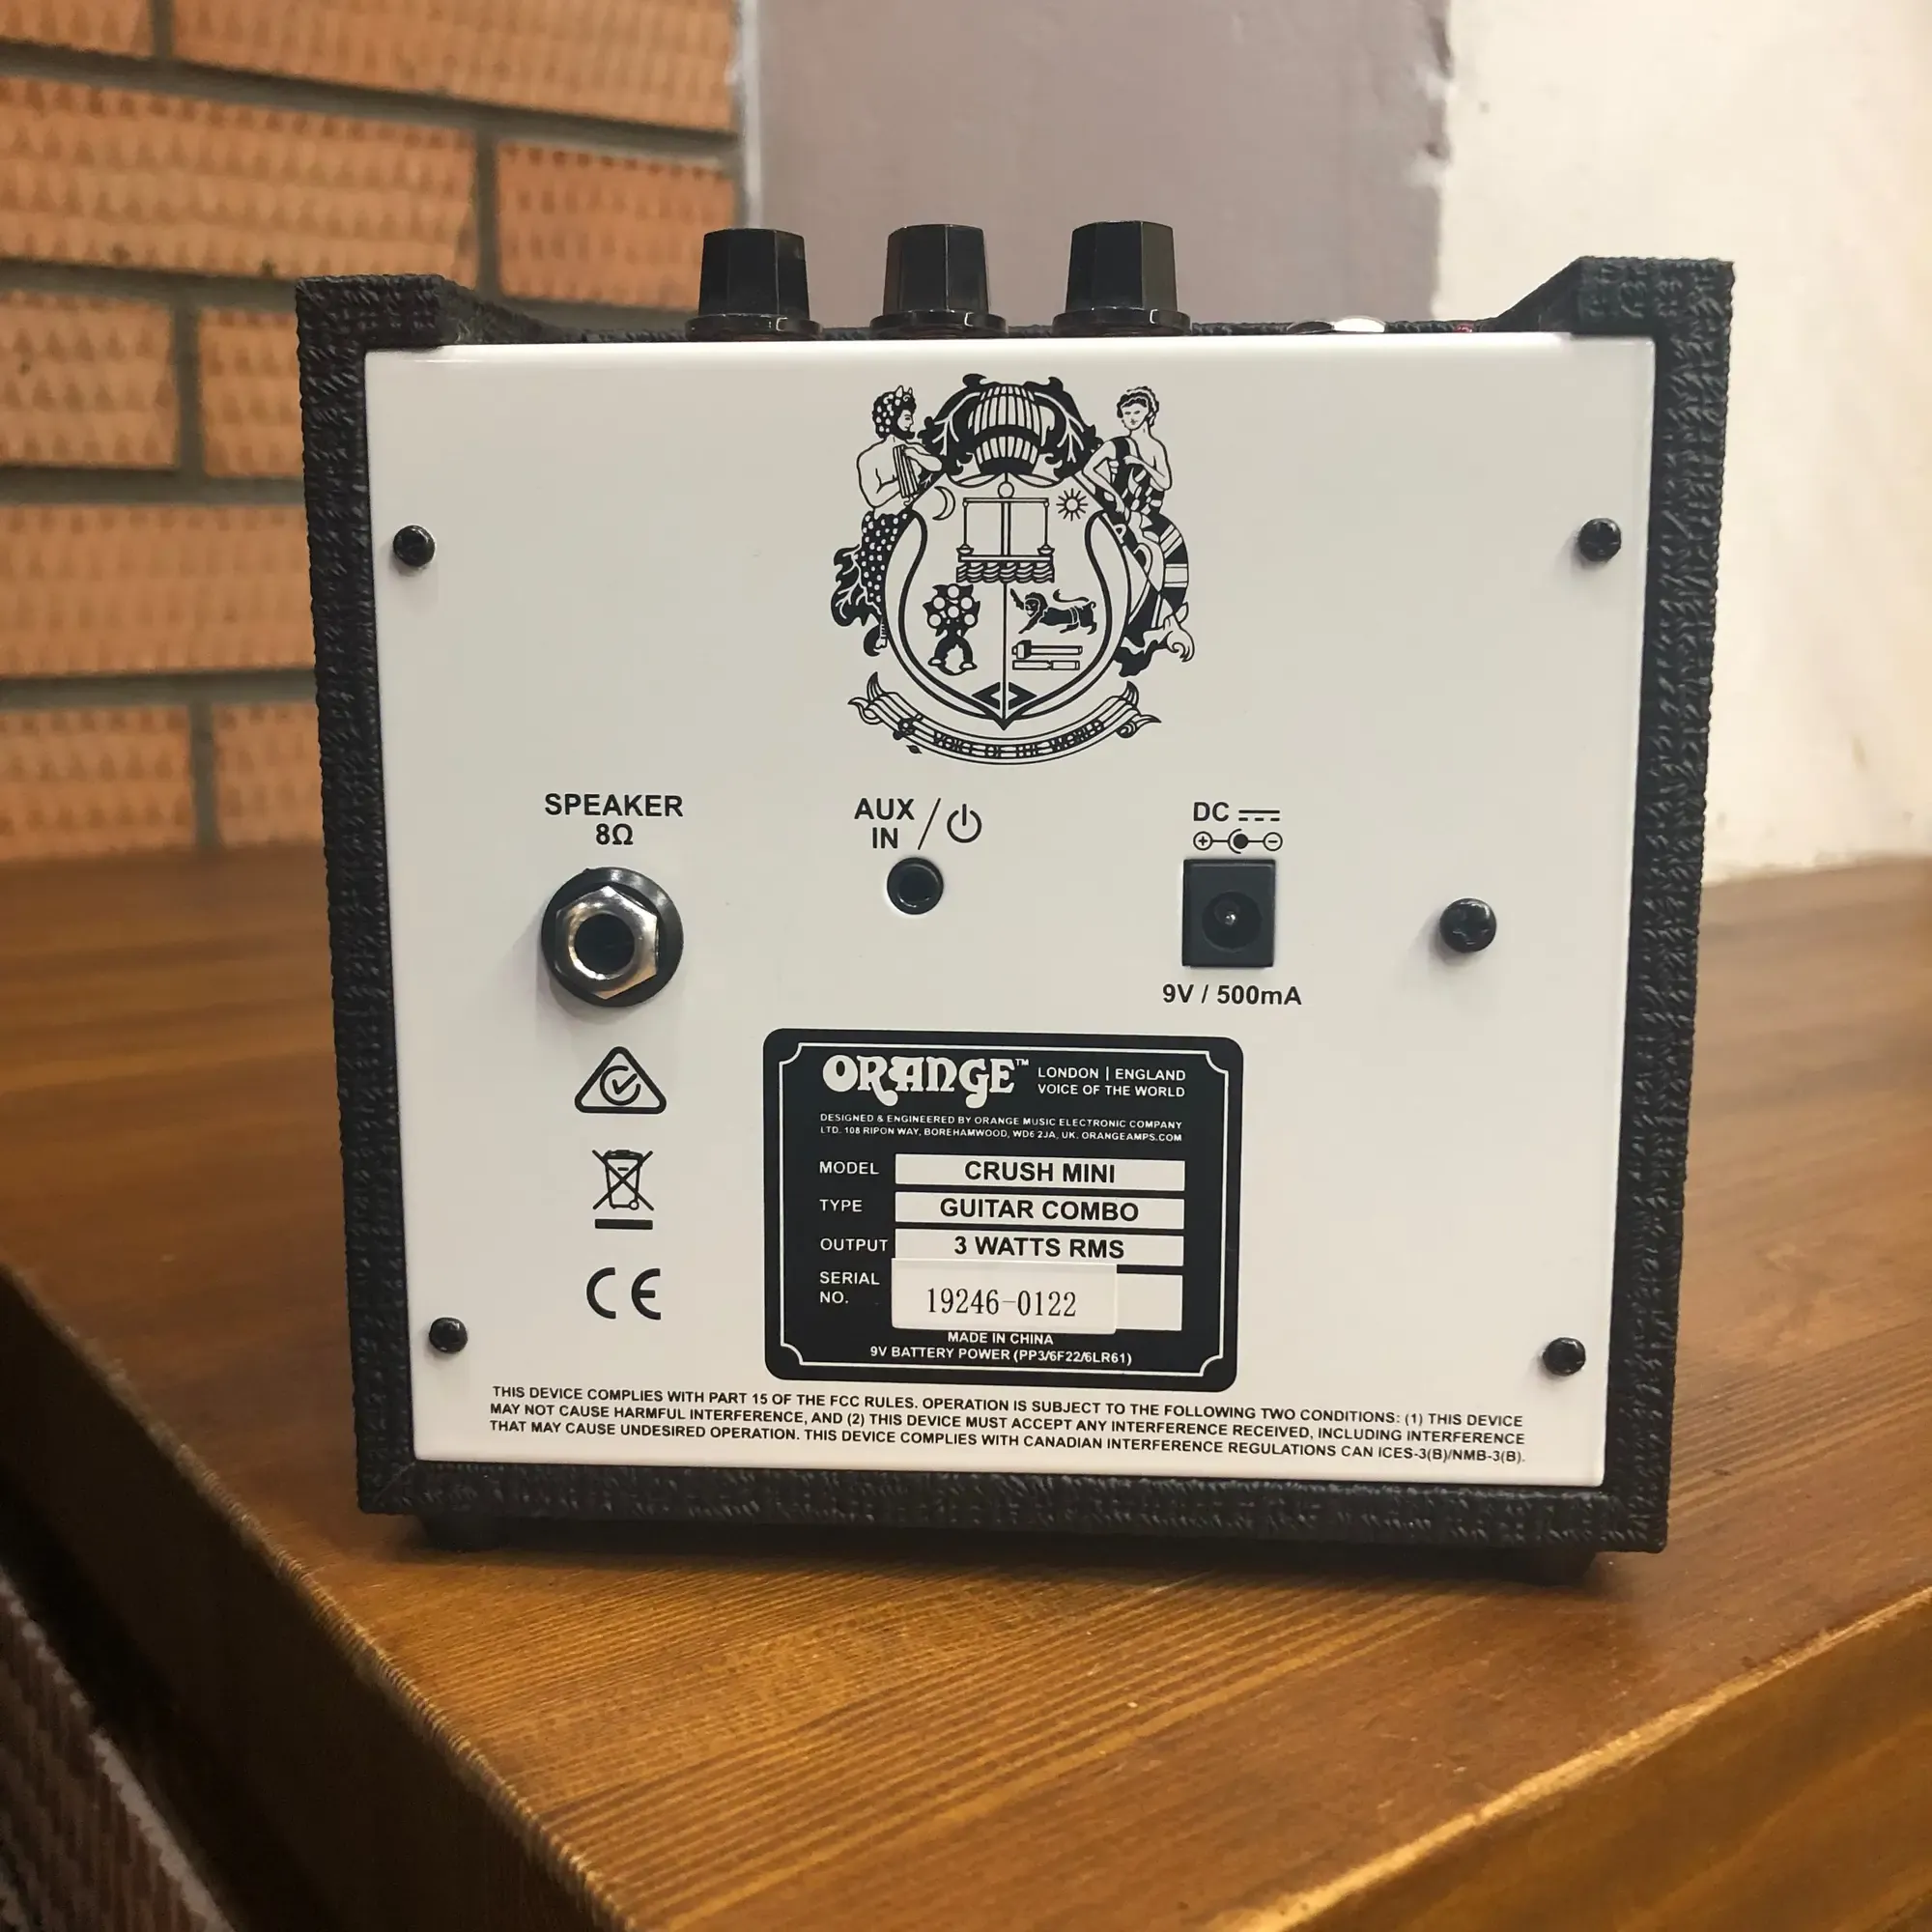 VOICE OF THE WORLD
SPEAKER
8Ω
AUX
IN /
DC
9V / 500mA
ORANGE™
LONDON | ENGLAND
VOICE OF THE WORLD
DESIGNED & ENGINEERED BY ORANGE MUSIC ELECTRONIC COMPANY
LTD. 108 RIPON WAY, BOREHAMWOOD, WD6 2JA, UK. ORANGEAMPS.COM
MODEL CRUSH MINI
TYPE GUITAR COMBO
OUTPUT 3 WATTS RMS
SERIAL
NO. 19246-0122
MADE IN CHINA
9V BATTERY POWER (PP3/6F22/6LR61)
CE
THIS DEVICE COMPLIES WITH PART 15 OF THE FCC RULES. OPERATION IS SUBJECT TO THE FOLLOWING TWO CONDITIONS: (1) THIS DEVICE
MAY NOT CAUSE HARMFUL INTERFERENCE, AND (2) THIS DEVICE MUST ACCEPT ANY INTERFERENCE RECEIVED, INCLUDING INTERFERENCE
THAT MAY CAUSE UNDESIRED OPERATION. THIS DEVICE COMPLIES WITH CANADIAN INTERFERENCE REGULATIONS CAN ICES-3(B)/NMB-3(B).